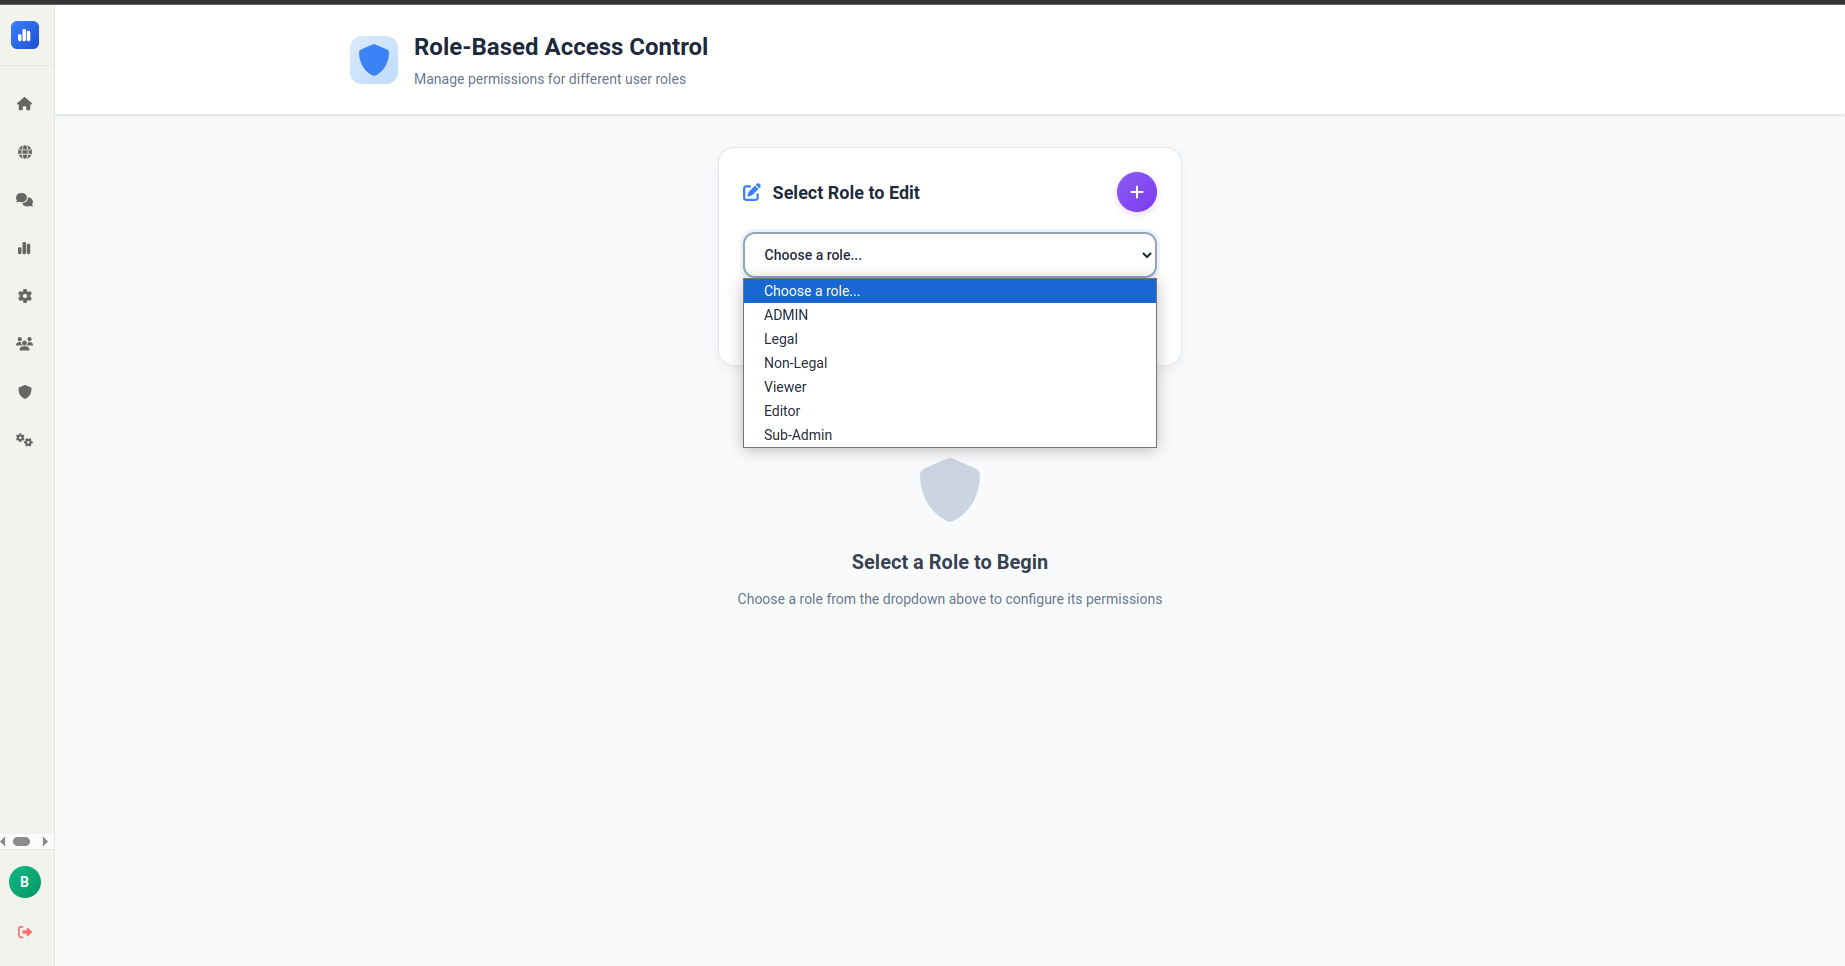 Role-Based Access Control
Manage permissions for different user roles
Select Role to Edit
Choose a role...
Choose a role...
ADMIN
Legal
Non-Legal
Viewer
Editor
Sub-Admin
Select a Role to Begin
Choose a role from the dropdown above to configure its permissions
B